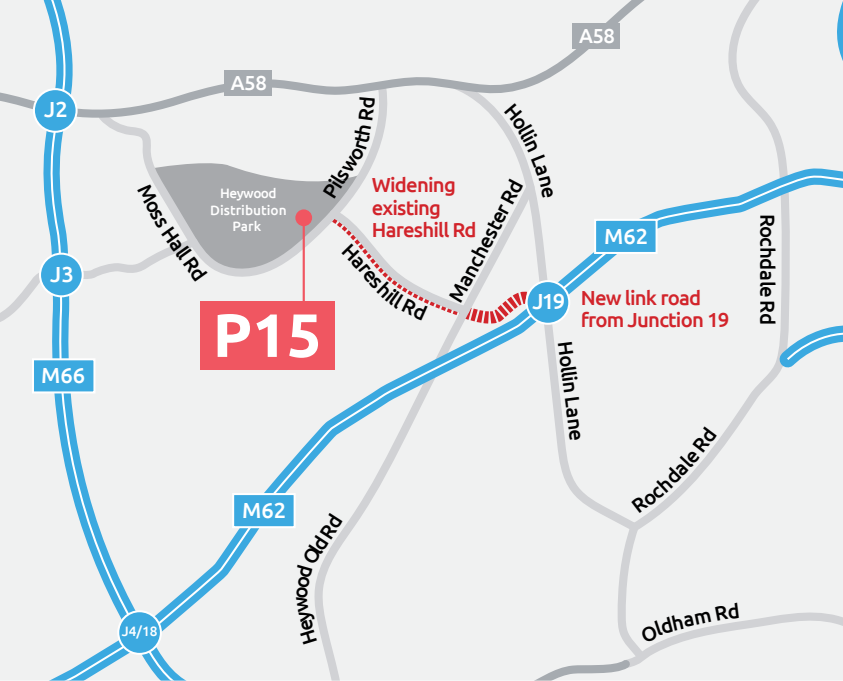 A58
A58
J2
Pilsworth Rd
Hollin Lane
Widening
existing
Hareshill Rd
Heywood
Distribution
Park
Moss Hall Rd
Manchester Rd
M62
Rochdale Rd
J3
Hareshill Rd
J19
New link road
from Junction 19
P15
M66
Hollin Lane
Rochdale Rd
M62
Heywood Old Rd
J4/18
Oldham Rd